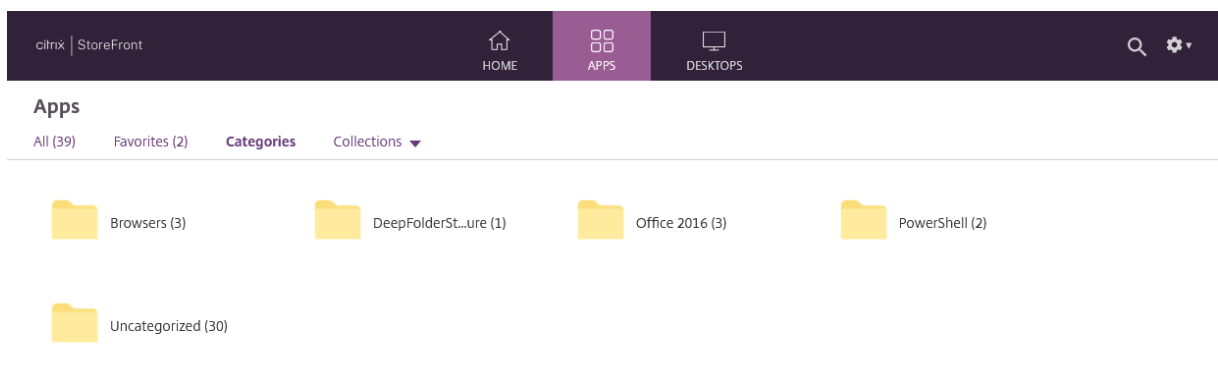 citrix | StoreFront
HOME
APPS
DESKTOPS
Apps
All (39) Favorites (2) Categories Collections
Browsers (3) DeepFolderSt...ure (1) Office 2016 (3) PowerShell (2)
Uncategorized (30)